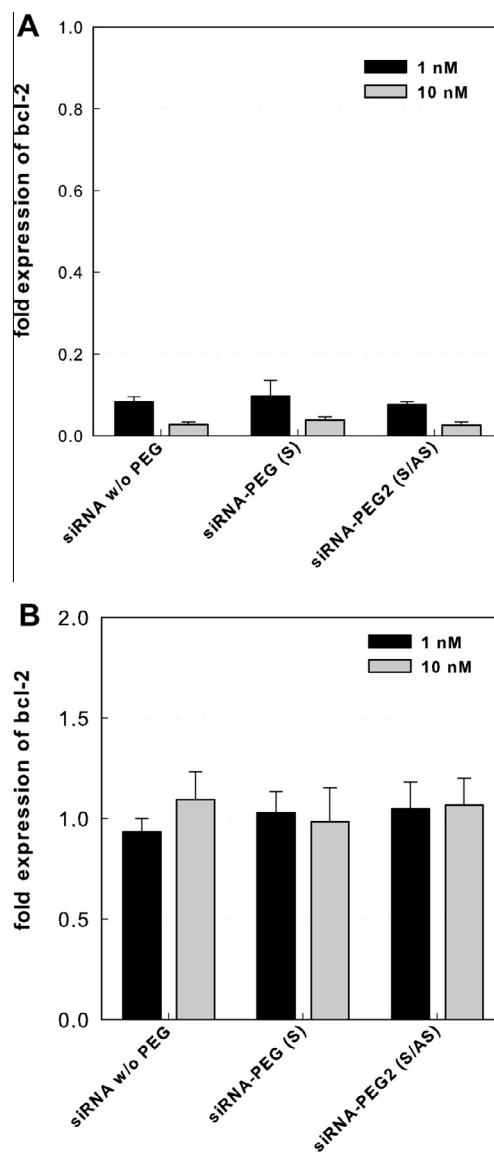 A
fold expression of bcl-2
1.0
0.8
0.6
0.4
0.2
0.0
1 nM
10 nM
siRNA w/o PEG
siRNA-PEG (S)
siRNA-PEG2 (S/AS)
B
fold expression of bcl-2
2.0
1.5
1.0
0.5
0.0
1 nM
10 nM
siRNA w/o PEG
siRNA-PEG (S)
siRNA-PEG2 (S/AS)